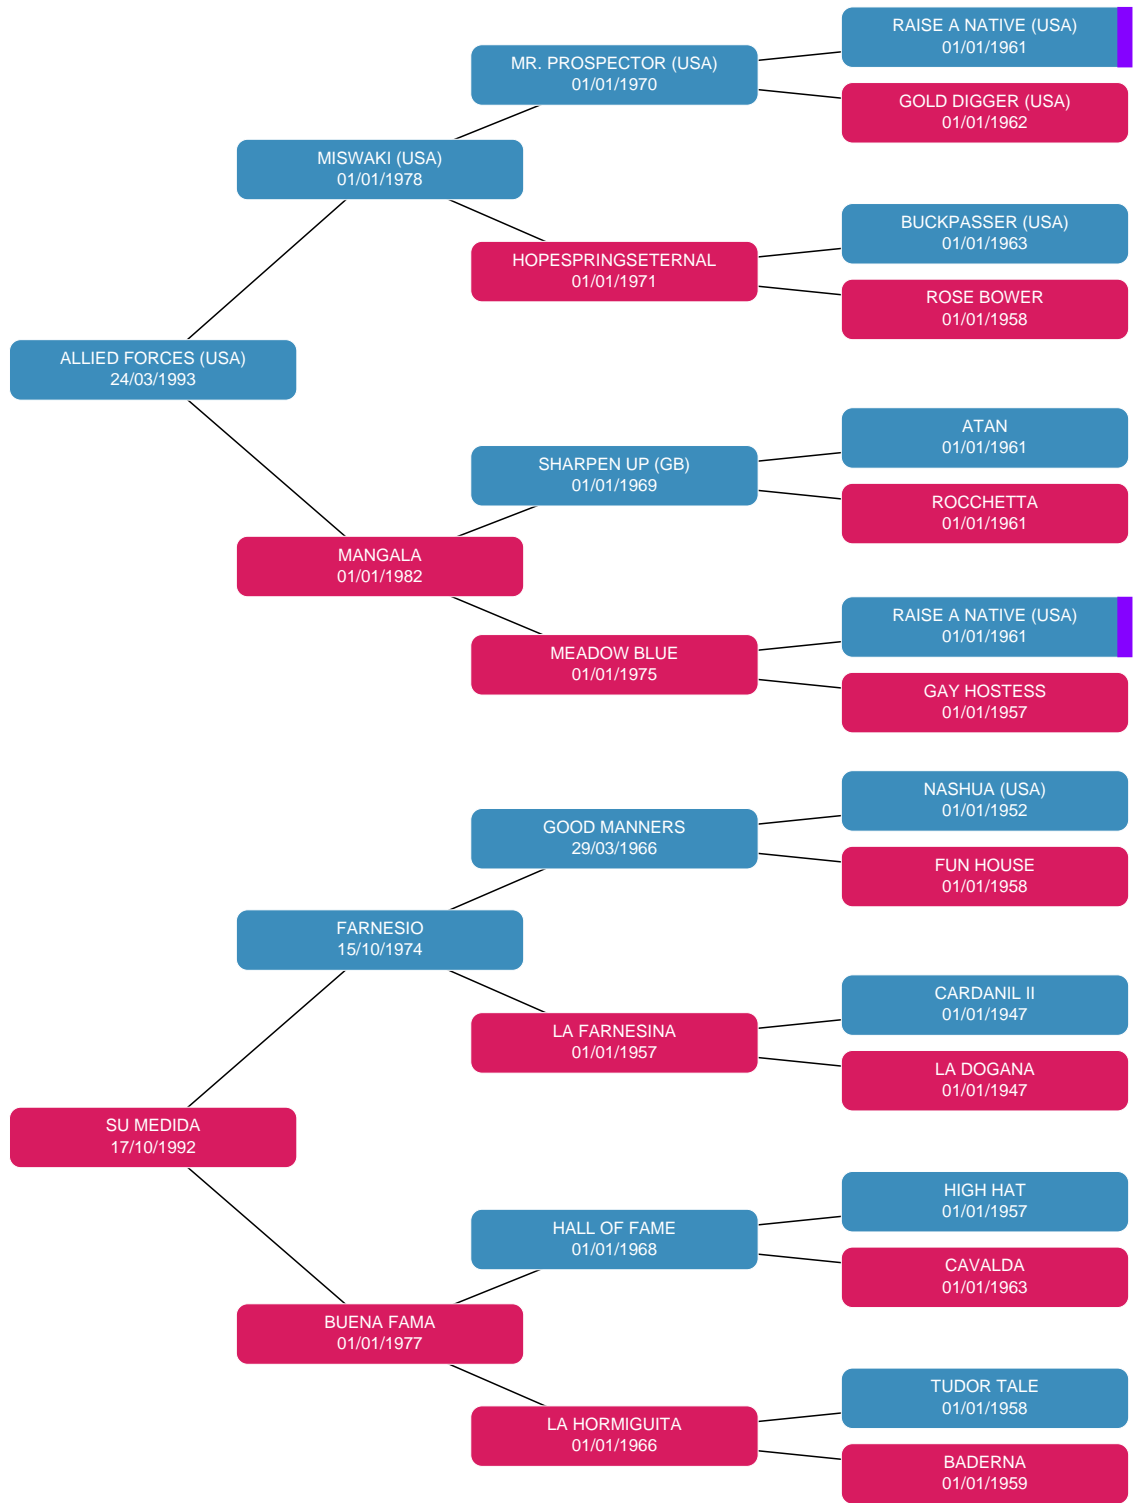 RAISE A NATIVE (USA)
01/01/1961
MR. PROSPECTOR (USA)
01/01/1970
GOLD DIGGER (USA)
01/01/1962
MISWAKI (USA)
01/01/1978
BUCKPASSER (USA)
01/01/1963
HOPESPRINGSETERNAL
01/01/1971
ROSE BOWER
01/01/1958
ALLIED FORCES (USA)
24/03/1993
ATAN
01/01/1961
SHARPEN UP (GB)
01/01/1969
ROCCHETTA
01/01/1961
MANGALA
01/01/1982
RAISE A NATIVE (USA)
01/01/1961
MEADOW BLUE
01/01/1975
GAY HOSTESS
01/01/1957
NASHUA (USA)
01/01/1952
GOOD MANNERS
29/03/1966
FUN HOUSE
01/01/1958
FARNESIO
15/10/1974
CARDANIL II
01/01/1947
LA FARNESINA
01/01/1957
LA DOGANA
01/01/1947
SU MEDIDA
17/10/1992
HIGH HAT
01/01/1957
HALL OF FAME
01/01/1968
CAVALDA
01/01/1963
BUENA FAMA
01/01/1977
TUDOR TALE
01/01/1958
LA HORMIGUITA
01/01/1966
BADERNA
01/01/1959